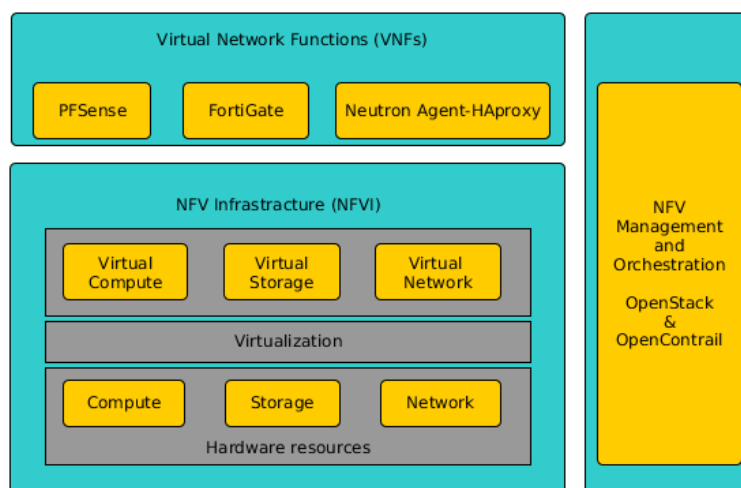 Virtual Network Functions (VNFs)
PFSense
FortiGate
Neutron Agent-HAproxy
NFV Infrastracture (NFVI)
Virtual
Compute
Virtual
Storage
Virtual
Network
Virtualization
Compute
Storage
Network
Hardware resources
NFV
Management
and
Orchestration
OpenStack
&
OpenContrail